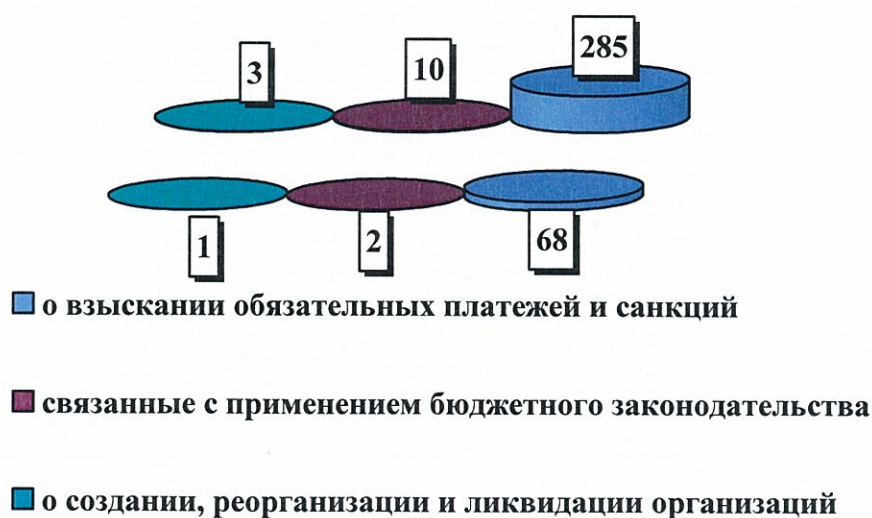 3 10 285
1 2 68
о взыскании обязательных платежей и санкций
связанные с применением бюджетного законодательства
о создании, реорганизации и ликвидации организаций